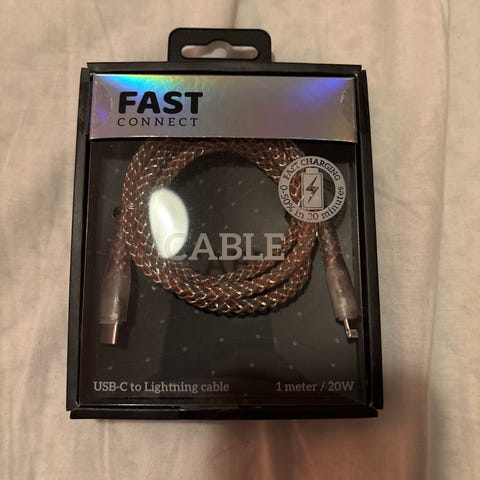 FAST
CONNECT
FAST CHARGING
0-50% in 30 minutes
CABLE
USB-C to Lightning cable
1 meter / 20W